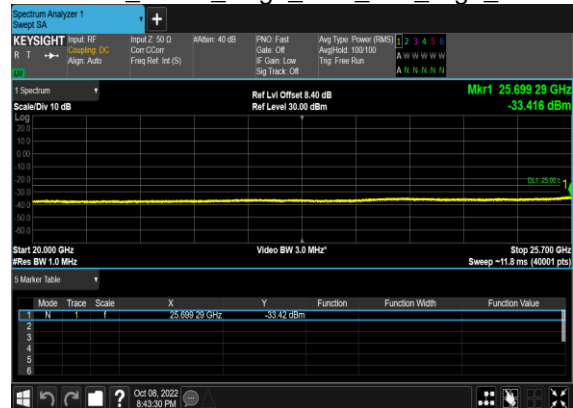 Spectrum Analyzer 1
Swept SA
+
KEYSIGHT
R T
LW
Input: RF
Coupling: DC
Align: Auto
Input Z: 50 Ω
Corr CCorr
Freq Ref: Int (S)
#Atten: 40 dB
PNO: Fast
Gate: Off
IF Gain: Low
Sig Track: Off
Avg Type: Power (RMS)
Avg|Hold: 100/100
Trig: Free Run
1 2 3 4 5 6
A W W W W W
A N N N N N
1 Spectrum
Scale/Div 10 dB
Ref Lvl Offset 8.40 dB
Ref Level 30.00 dBm
Mkr1 25.699 29 GHz
-33.416 dBm
Log
20.0
10.0
0.00
-10.0
-20.0
-30.0
-40.0
-50.0
-60.0
1
Start 20.000 GHz
#Res BW 1.0 MHz
Video BW 3.0 MHz*
Stop 25.700 GHz
Sweep ~11.8 ms (40001 pts)
5 Marker Table
Mode Trace Scale X Y Function Function Width Function Value
1 N 1 f 25.699 29 GHz -33.42 dBm
2
3
4
5
6
?
Oct 08, 2022
8:43:30 PM